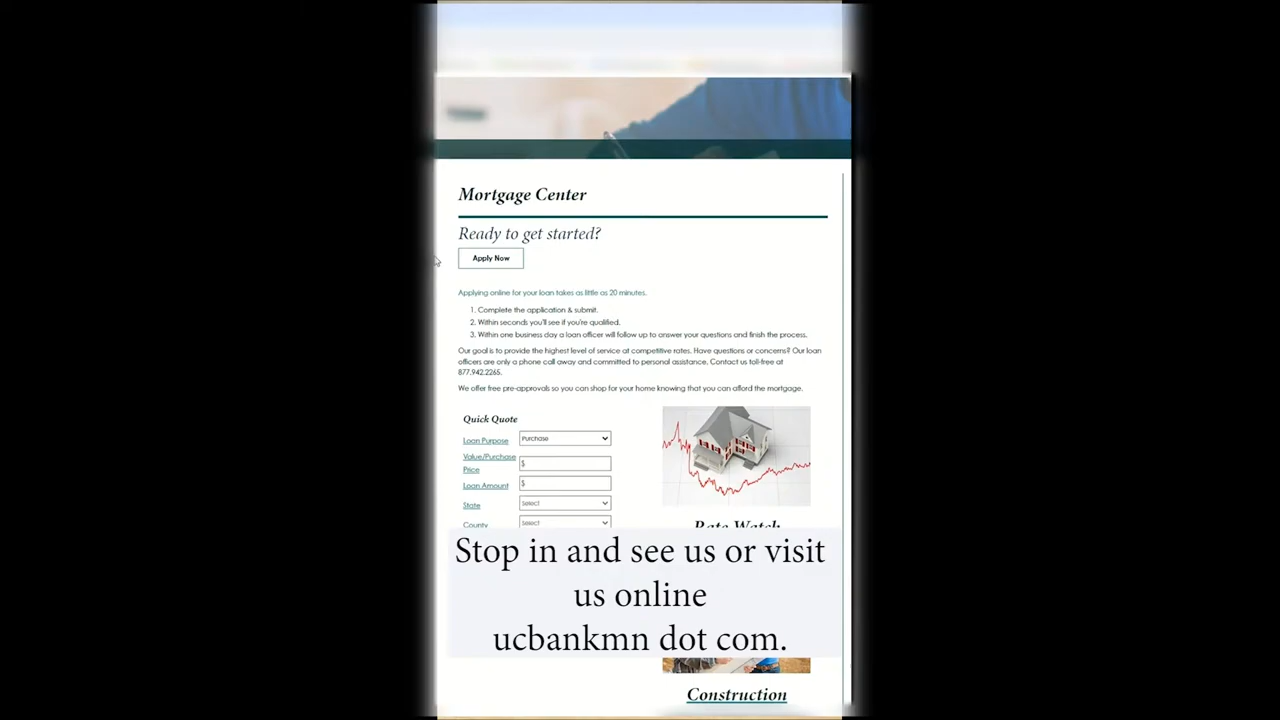 Mortgage Center
Ready to get started?
Apply Now
Applying online for your loan takes as little as 20 minutes.
1. Complete the application & submit.
2. Within seconds you'll see if you're qualified.
3. Within one business day a loan officer will follow up to answer your questions and finish the process.
Our goal is to provide the highest level of service at competitive rates. Have questions or concerns? Our loan
officers are only a phone call away and committed to personal assistance. Contact us toll-free at
877.942.2265.
We offer free pre-approvals so you can shop for your home knowing that you can afford the mortgage.
Quick Quote
Loan Purpose Purchase
Value/Purchase
Price $
Loan Amount $
State Select
County Select
Rate Watch
Stop in and see us or visit
us online
ucbankmn dot com.
Construction